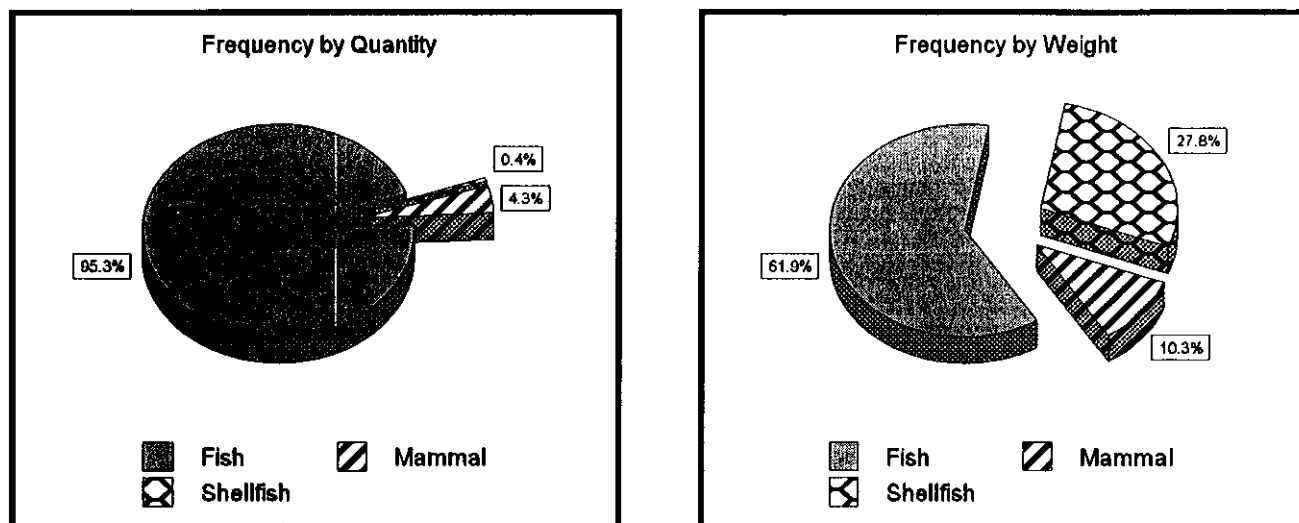 Frequency by Quantity
0.4%
4.3%
95.3%
Fish
Mammal
Shellfish
Frequency by Weight
27.8%
61.9%
10.3%
Fish
Mammal
Shellfish